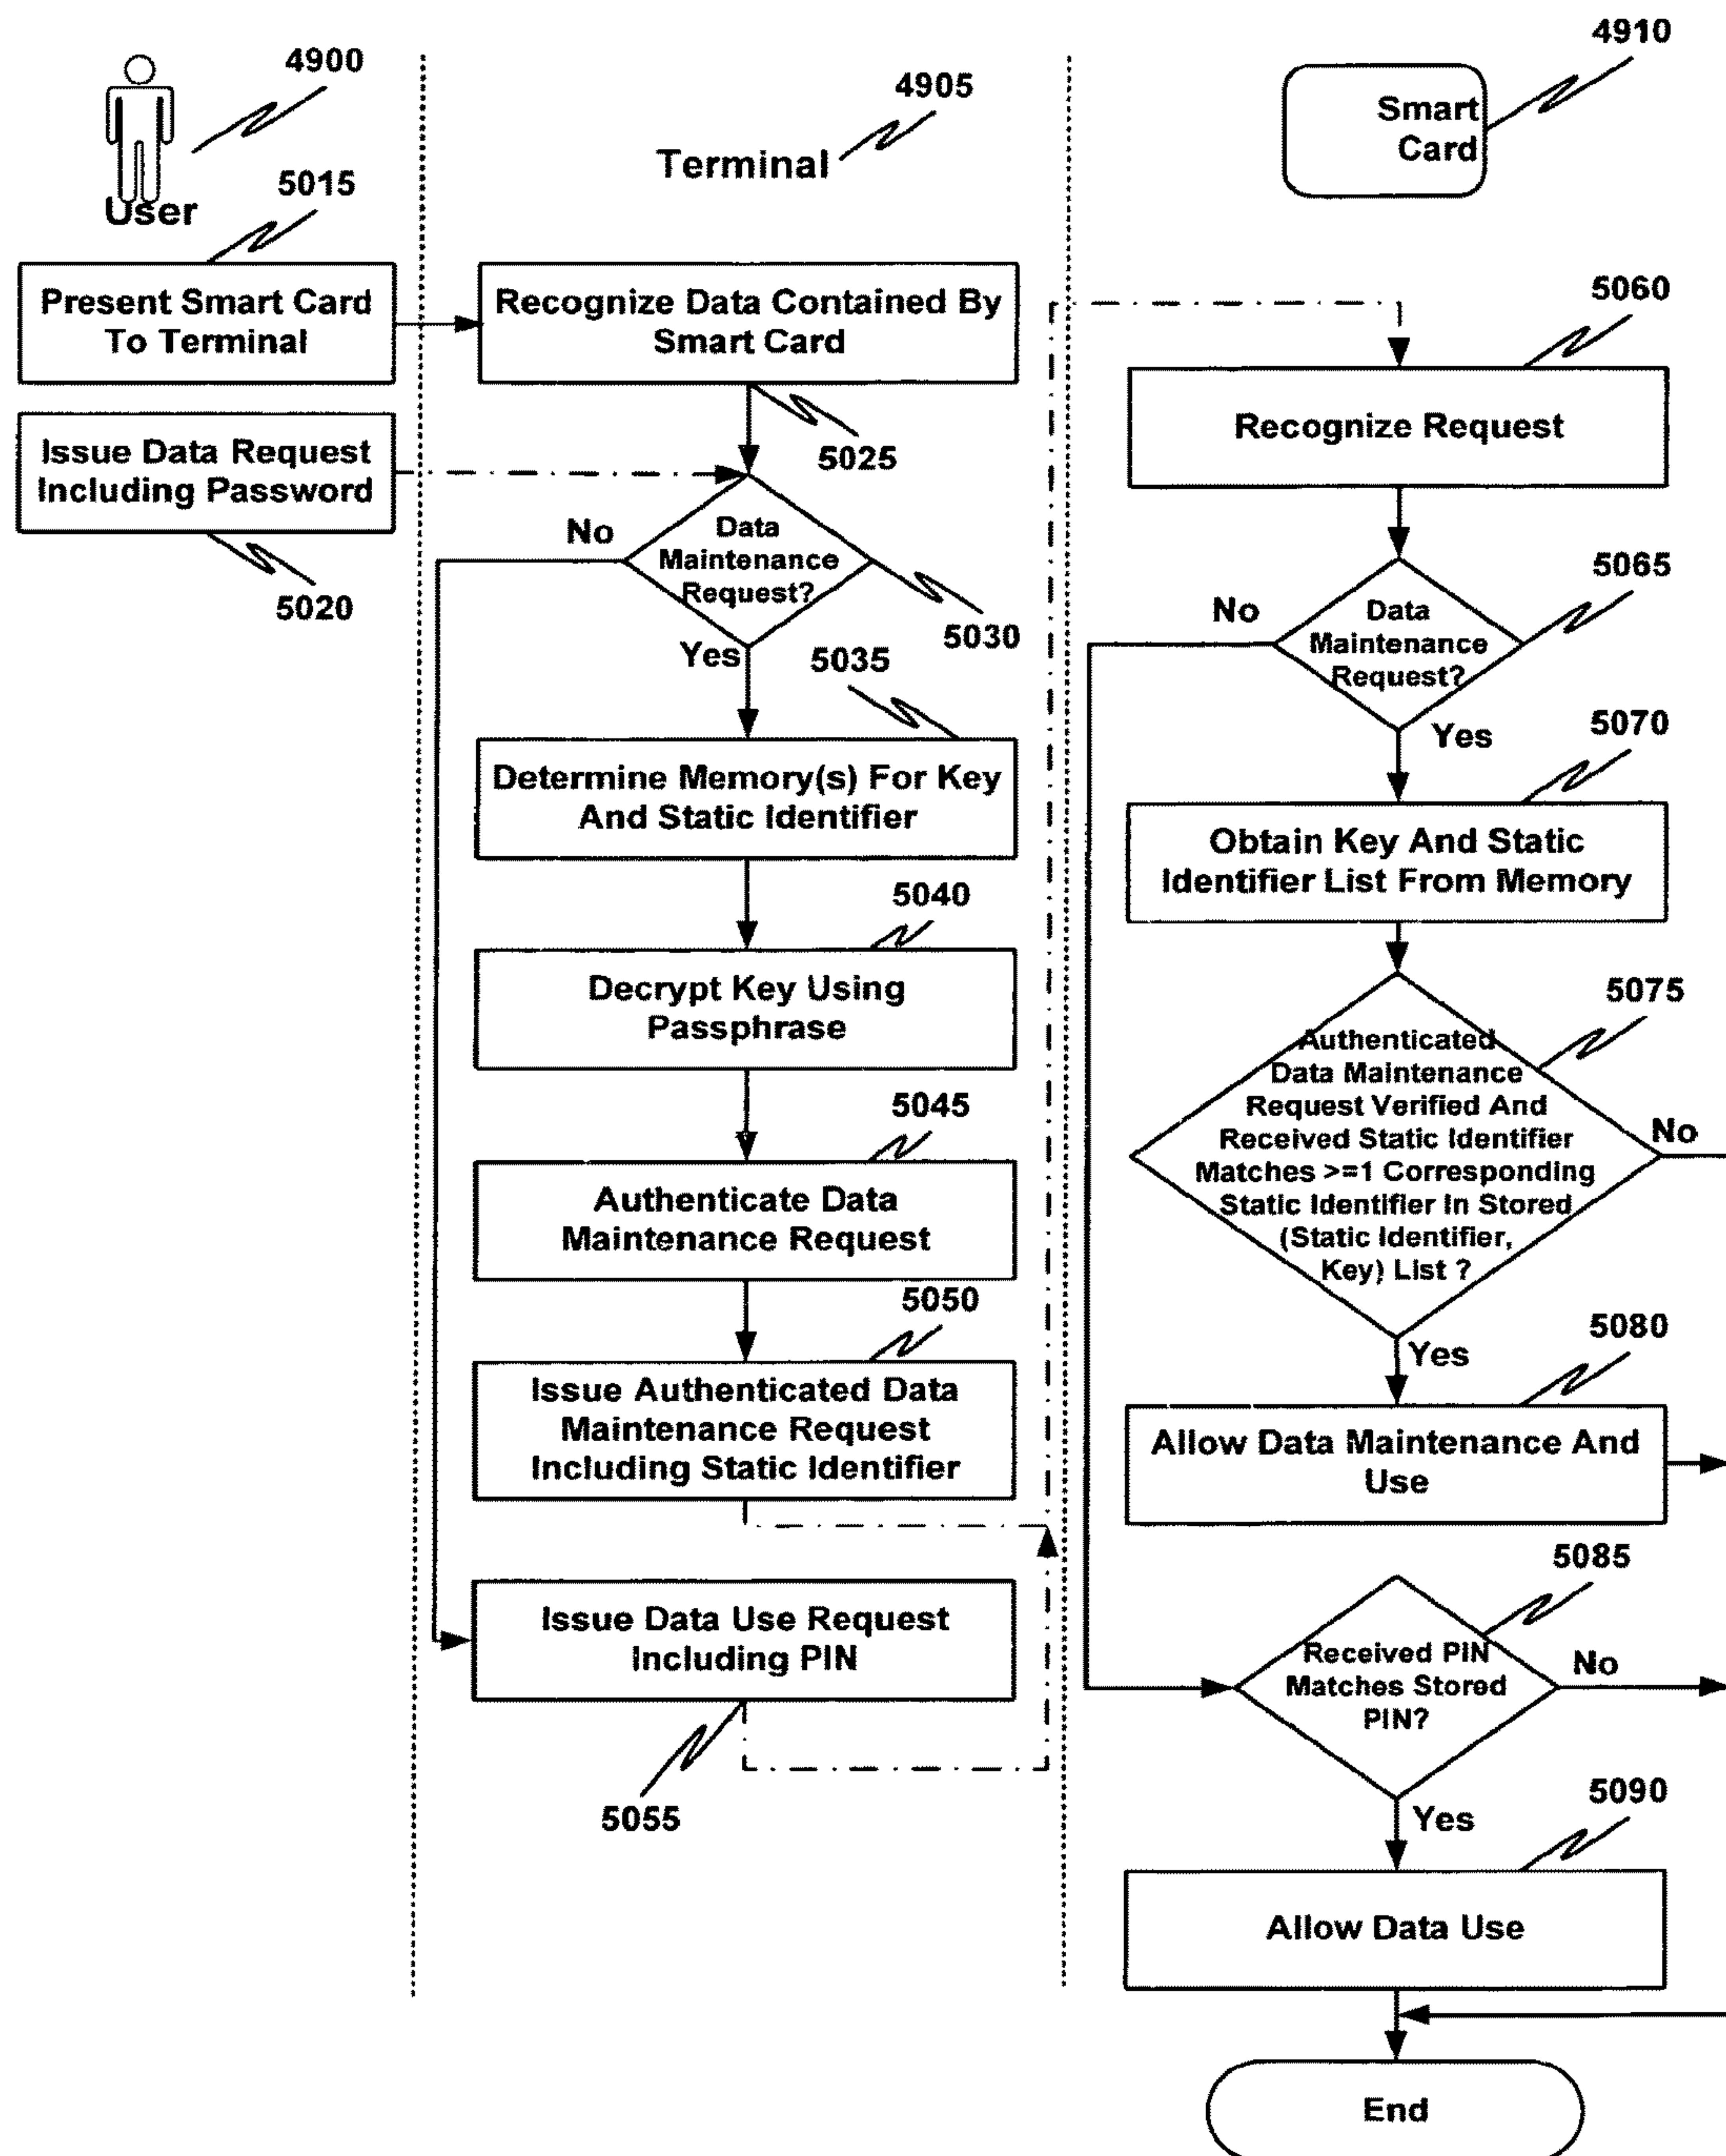 4900
User
5015
Present Smart Card
To Terminal
Issue Data Request
Including Password
5020
4905
Terminal
Recognize Data Contained By
Smart Card
5025
No
Data
Maintenance
Request?
5030
Yes
5035
Determine Memory(s) For Key
And Static Identifier
5040
Decrypt Key Using
Passphrase
5045
Authenticate Data
Maintenance Request
5050
Issue Authenticated Data
Maintenance Request
Including Static Identifier
Issue Data Use Request
Including PIN
5055
4910
Smart
Card
5060
Recognize Request
5065
No
Data
Maintenance
Request?
Yes
5070
Obtain Key And Static
Identifier List From Memory
5075
Authenticated
Data Maintenance
Request Verified And
Received Static Identifier
Matches >=1 Corresponding
Static Identifier In Stored
(Static Identifier,
Key) List ?
No
Yes
5080
Allow Data Maintenance And
Use
5085
Received PIN
Matches Stored
PIN?
No
Yes
5090
Allow Data Use
End